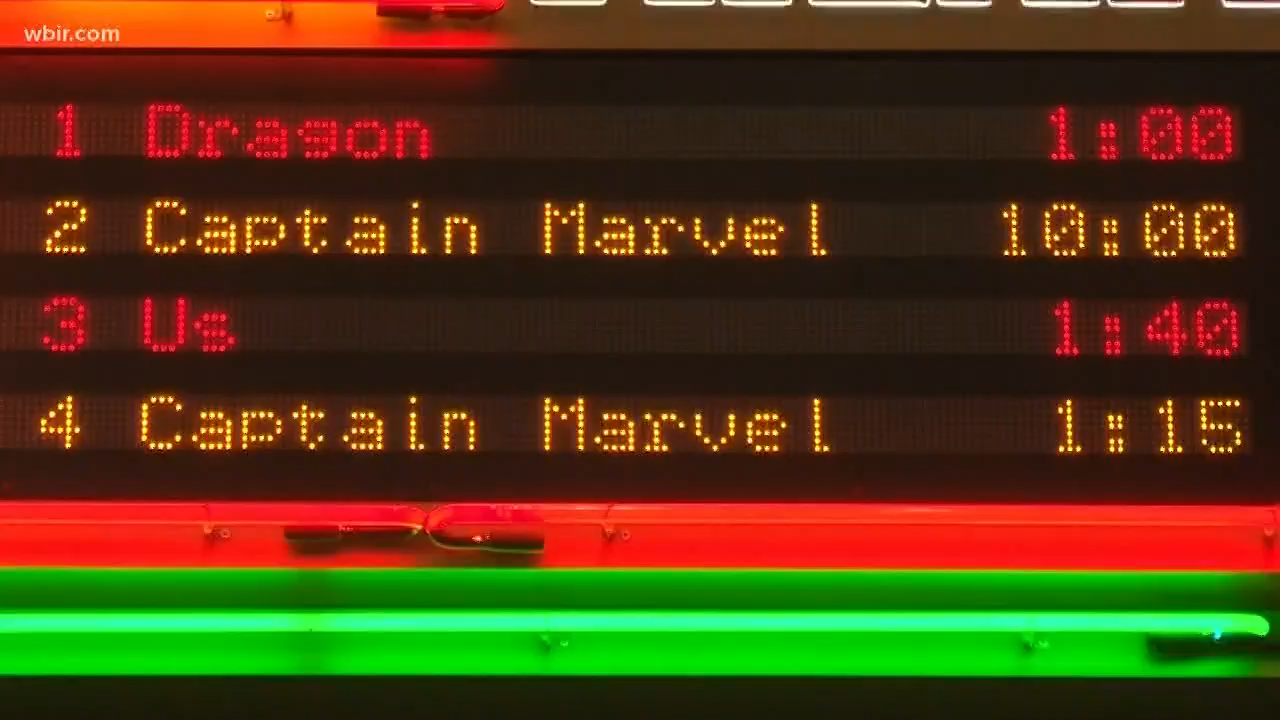 wbir.com
1 Dragon 1:00
2 Captain Marvel 10:00
3 Us 1:40
4 Captain Marvel 1:15